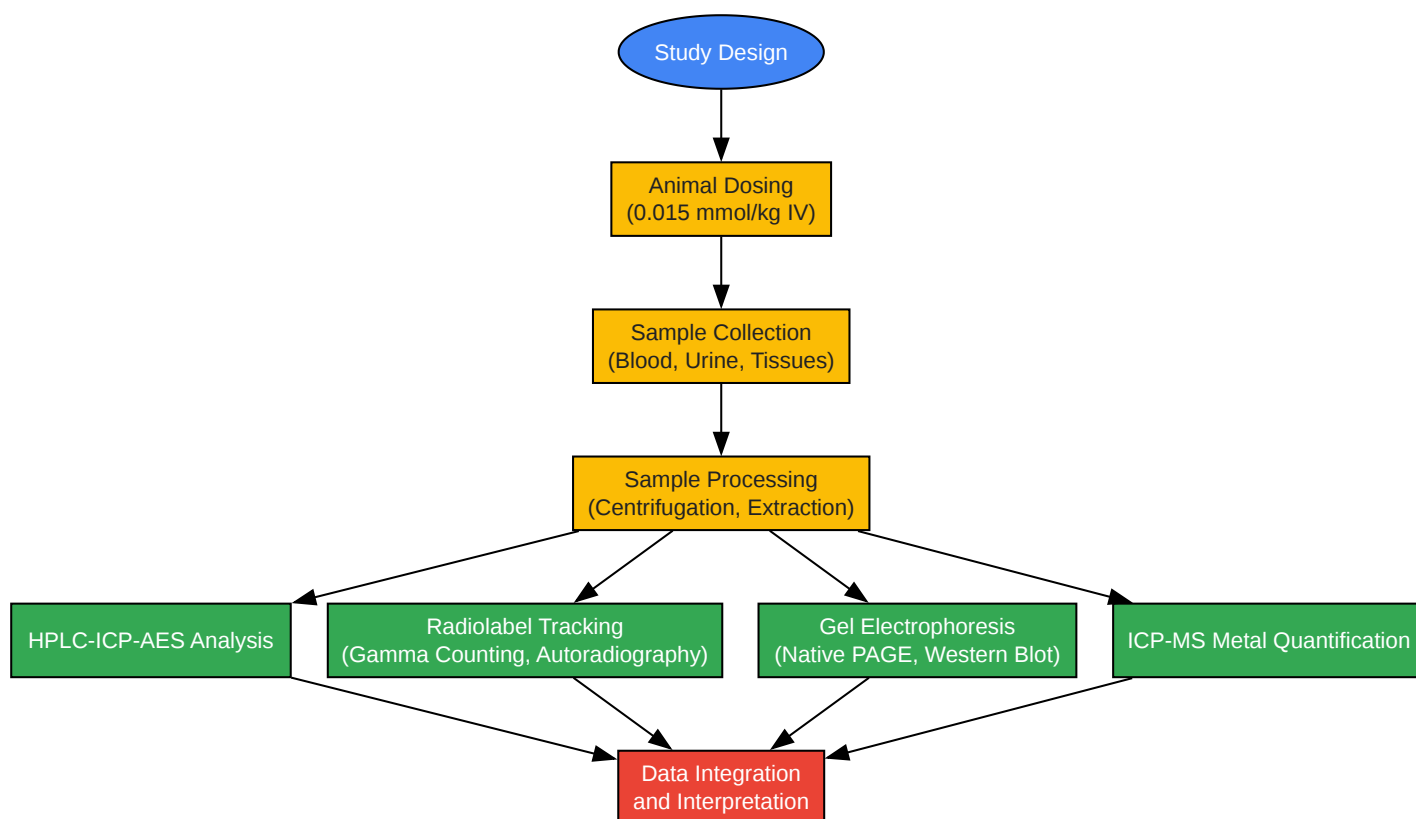 Study Design
Animal Dosing
(0.015 mmol/kg IV)
Sample Collection
(Blood, Urine, Tissues)
Sample Processing
(Centrifugation, Extraction)
HPLC-ICP-AES Analysis
Radiolabel Tracking
(Gamma Counting, Autoradiography)
Gel Electrophoresis
(Native PAGE, Western Blot)
ICP-MS Metal Quantification
Data Integration
and Interpretation